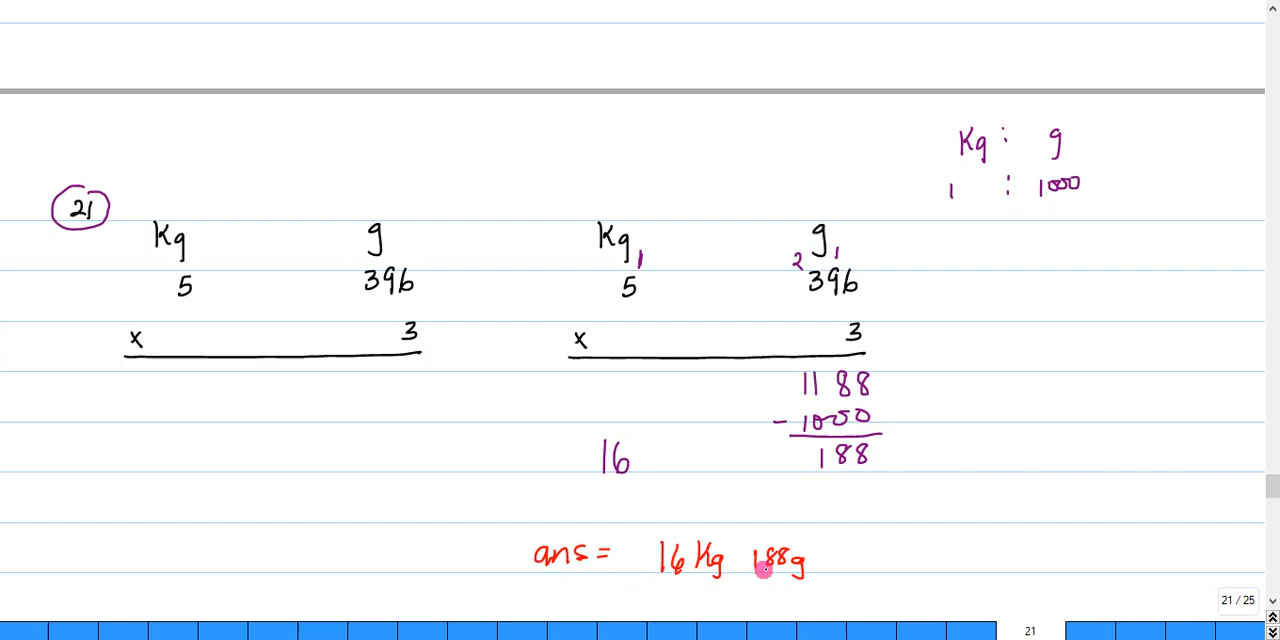 Kg : g
1 : 1000
21
Kg g Kg 1 g 1
2
5 396 5 396
x 3 x 3
1188
- 1000
16 188
ans = 16 Kg 188g
21 / 25
21